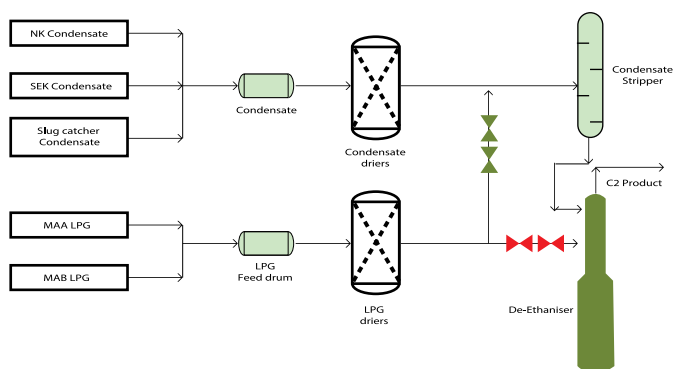 NK Condensate
SEK Condensate
Slug catcher
Condensate
Condensate
Condensate
driers
Condensate
Stripper
C2 Product
MAA LPG
MAB LPG
LPG
Feed drum
LPG
driers
De-Ethaniser